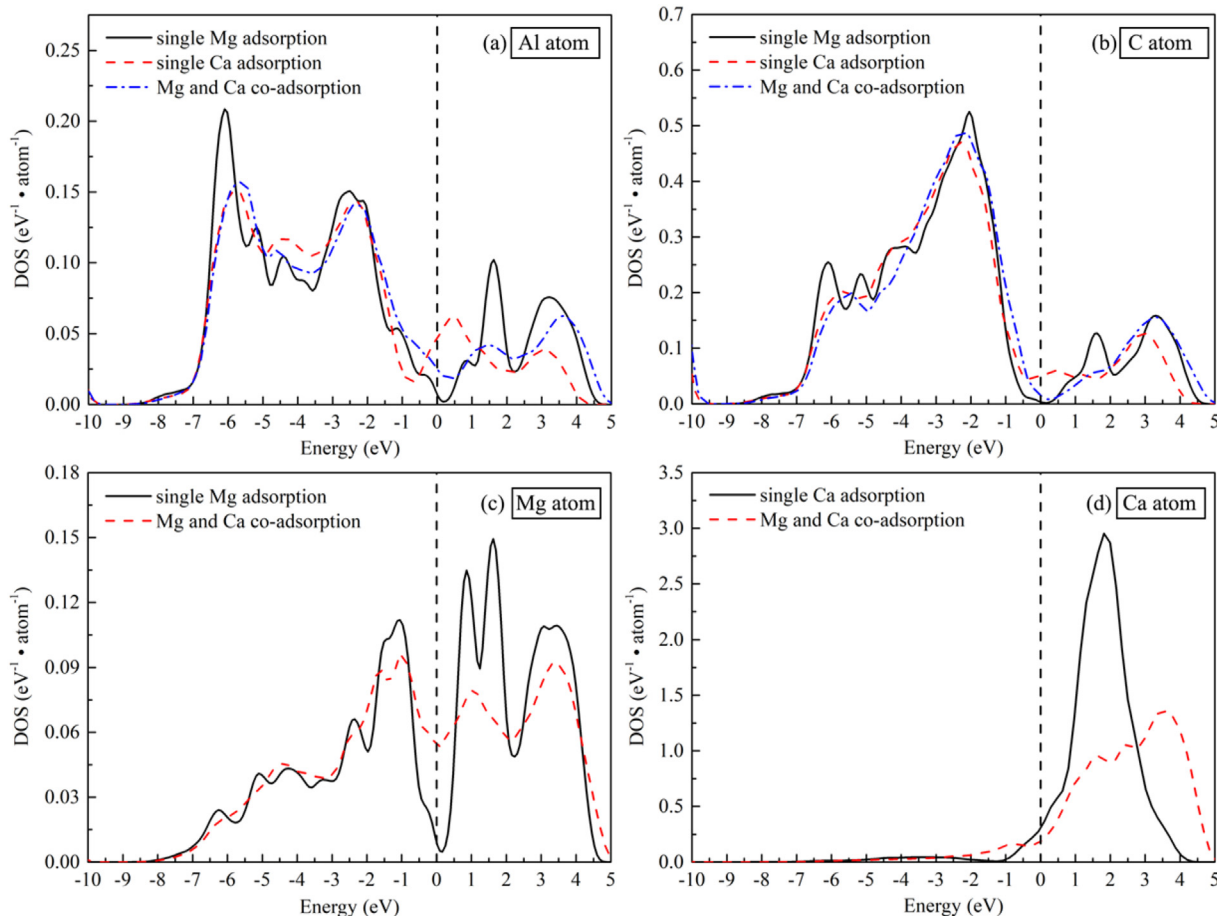 (a) Al atom
single Mg adsorption
single Ca adsorption
Mg and Ca co-adsorption
DOS (eV⁻¹ • atom⁻¹)
0.25
0.20
0.15
0.10
0.05
0.00
-10 -9 -8 -7 -6 -5 -4 -3 -2 -1 0 1 2 3 4 5
Energy (eV)
(b) C atom
single Mg adsorption
single Ca adsorption
Mg and Ca co-adsorption
DOS (eV⁻¹ • atom⁻¹)
0.7
0.6
0.5
0.4
0.3
0.2
0.1
0.0
-10 -9 -8 -7 -6 -5 -4 -3 -2 -1 0 1 2 3 4 5
Energy (eV)
(c) Mg atom
single Mg adsorption
Mg and Ca co-adsorption
DOS (eV⁻¹ • atom⁻¹)
0.18
0.15
0.12
0.09
0.06
0.03
0.00
-10 -9 -8 -7 -6 -5 -4 -3 -2 -1 0 1 2 3 4 5
Energy (eV)
(d) Ca atom
single Ca adsorption
Mg and Ca co-adsorption
DOS (eV⁻¹ • atom⁻¹)
3.5
3.0
2.5
2.0
1.5
1.0
0.5
0.0
-10 -9 -8 -7 -6 -5 -4 -3 -2 -1 0 1 2 3 4 5
Energy (eV)